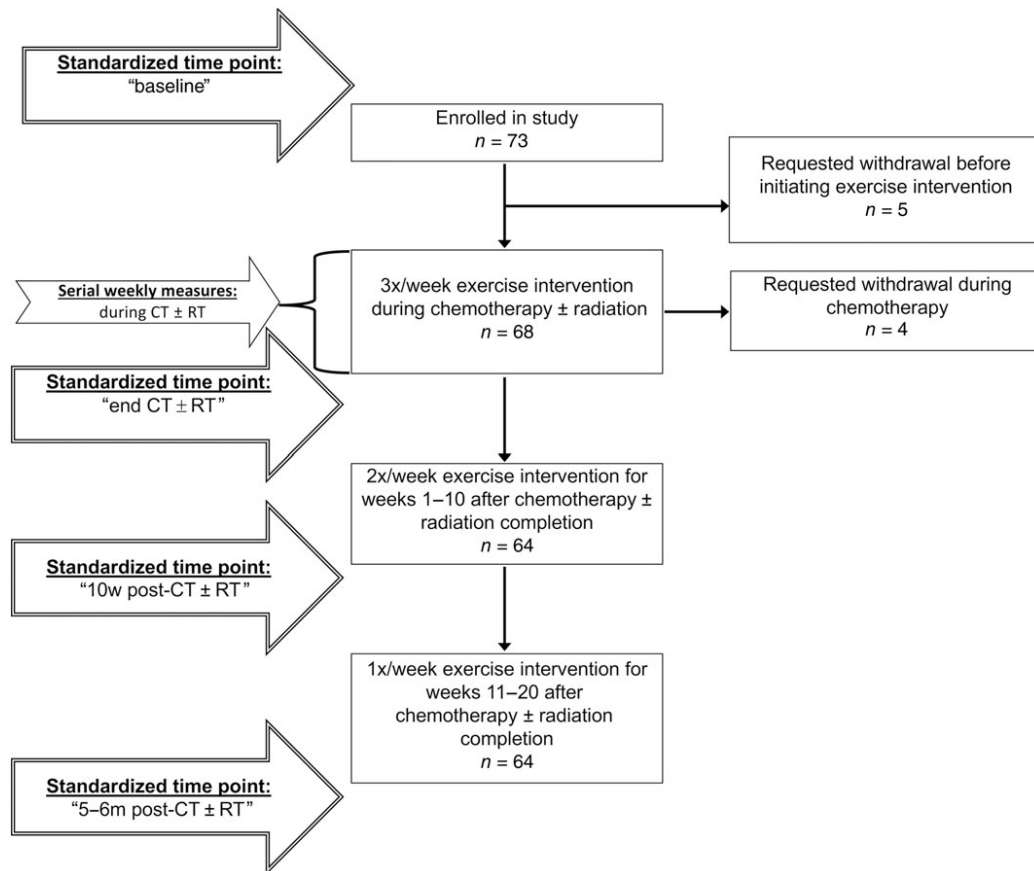 Standardized time point:
“baseline”
Enrolled in study
n = 73
Requested withdrawal before
initiating exercise intervention
n = 5
Serial weekly measures:
during CT ± RT
3x/week exercise intervention
during chemotherapy ± radiation
n = 68
Requested withdrawal during
chemotherapy
n = 4
Standardized time point:
“end CT ± RT”
2x/week exercise intervention for
weeks 1–10 after chemotherapy ±
radiation completion
n = 64
Standardized time point:
“10w post-CT ± RT”
1x/week exercise intervention for
weeks 11–20 after
chemotherapy ± radiation
completion
n = 64
Standardized time point:
“5–6m post-CT ± RT”